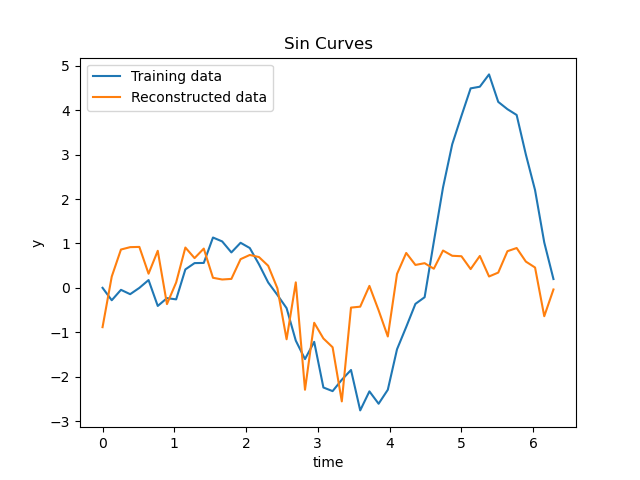 Sin Curves
Training data
Reconstructed data
y
5
4
3
2
1
0
−1
−2
−3
0 1 2 3 4 5 6
time